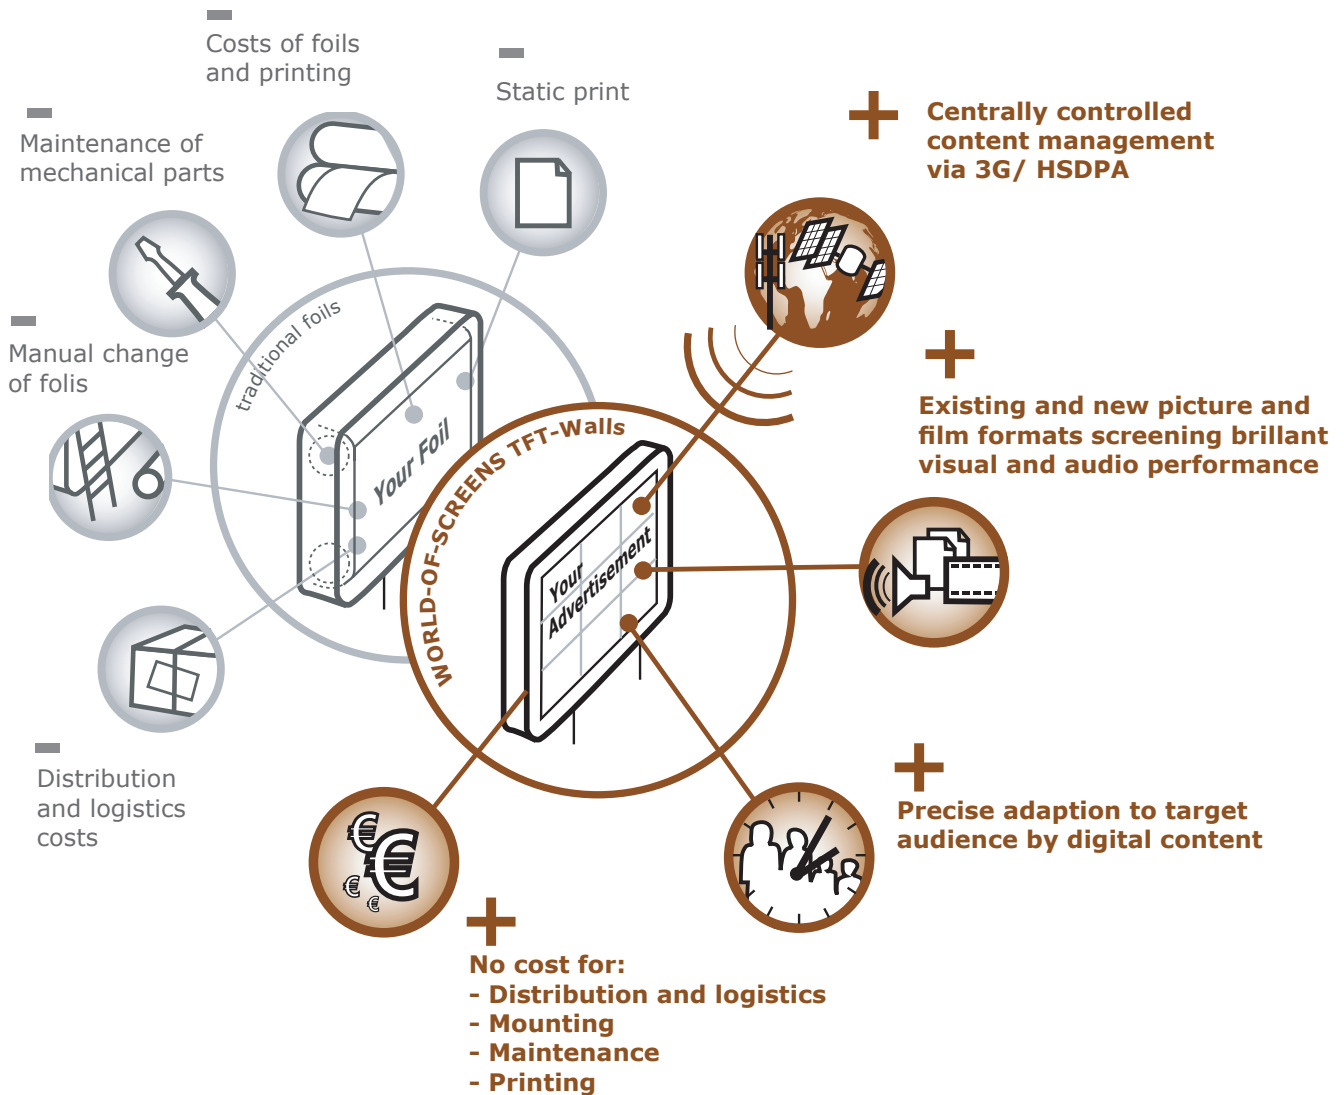 Costs of foils
and printing
Static print
Maintenance of
mechanical parts
Manual change
of folis
Distribution
and logistics
costs
traditional foils
Your Foil
WORLD-OF-SCREENS TFT-Walls
Your
Advertisement
Centrally controlled
content management
via 3G/ HSDPA
Existing and new picture and
film formats screening brillant
visual and audio performance
Precise adaption to target
audience by digital content
No cost for:
- Distribution and logistics
- Mounting
- Maintenance
- Printing